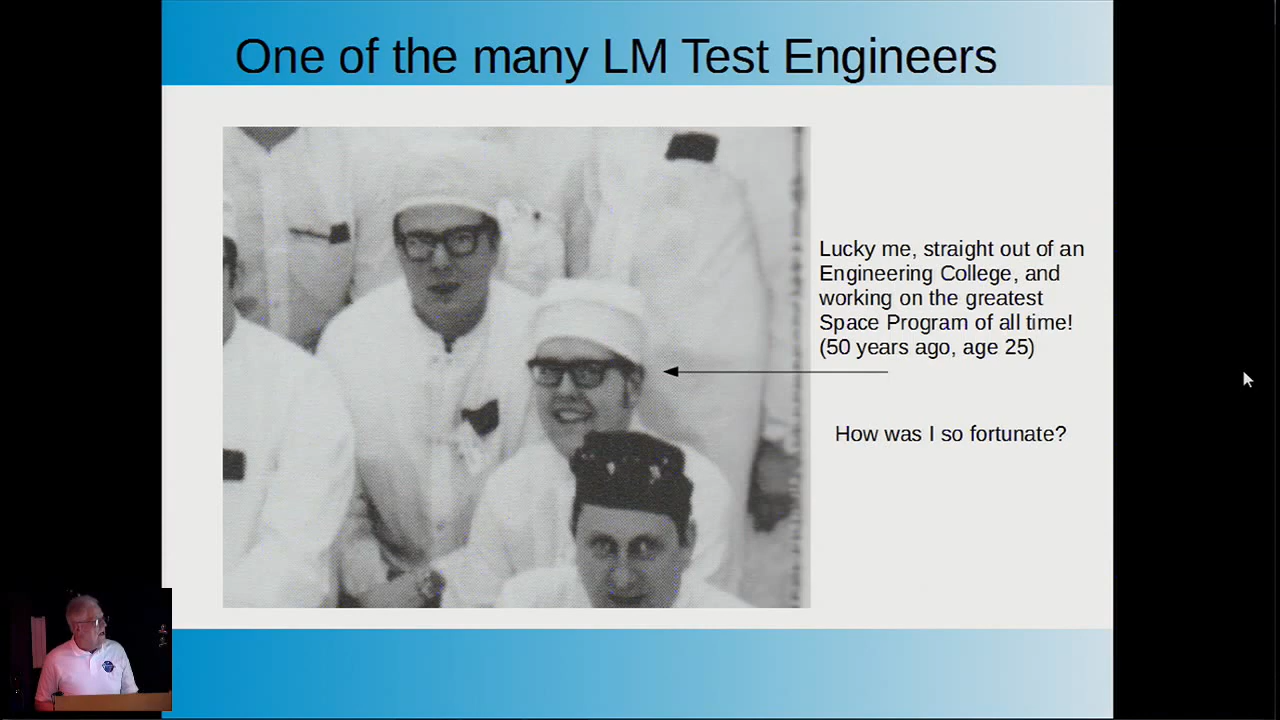 One of the many LM Test Engineers
Lucky me, straight out of an
Engineering College, and
working on the greatest
Space Program of all time!
(50 years ago, age 25)
How was I so fortunate?